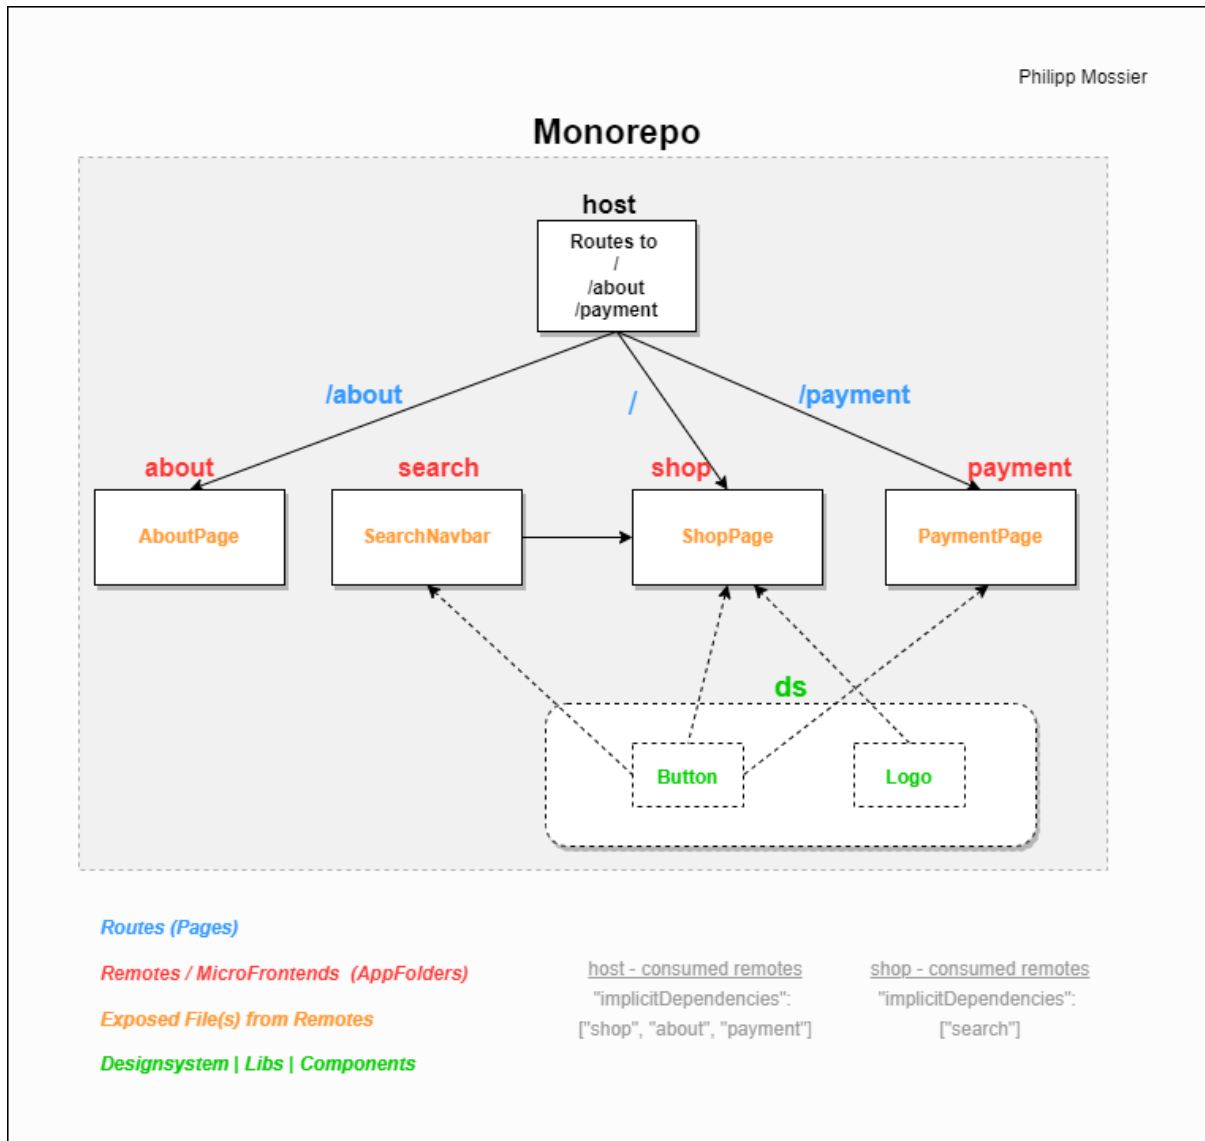 Philipp Mossier
Monorepo
host
Routes to
/
/about
/payment
/about
/
/payment
about
search
shop
payment
AboutPage
SearchNavbar
ShopPage
PaymentPage
ds
Button
Logo
Routes (Pages)
Remotes / MicroFrontends (AppFolders)
Exposed File(s) from Remotes
Designsystem | Libs | Components
host - consumed remotes
"implicitDependencies":
["shop", "about", "payment"]
shop - consumed remotes
"implicitDependencies":
["search"]